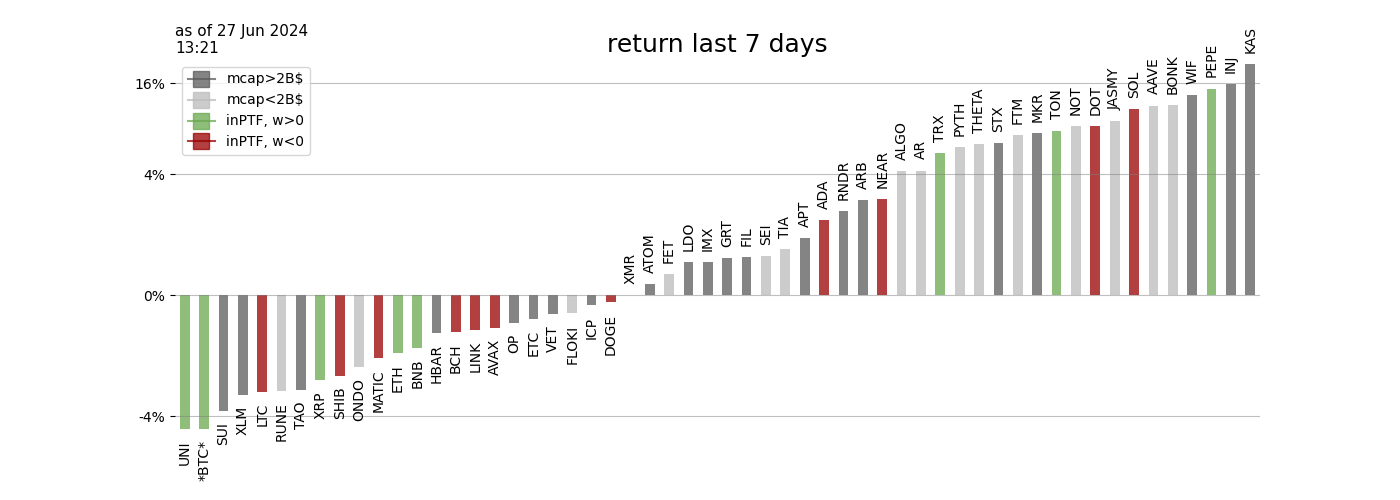 as of 27 Jun 2024
13:21
return last 7 days
mcap>2B$
mcap<2B$
inPTF, w>0
inPTF, w<0
16%
4%
0%
-4%
UNI
*BTC*
SUI
XLM
LTC
RUNE
TAO
XRP
SHIB
ONDO
MATIC
ETH
BNB
HBAR
BCH
LINK
AVAX
OP
ETC
VET
FLOKI
ICP
DOGE
XMR
ATOM
FET
LDO
IMX
GRT
FIL
SEI
TIA
APT
ADA
RNDR
ARB
NEAR
ALGO
AR
TRX
PYTH
THETA
STX
FTM
MKR
TON
NOT
DOT
JASMY
SOL
AAVE
BONK
WIF
PEPE
INJ
KAS